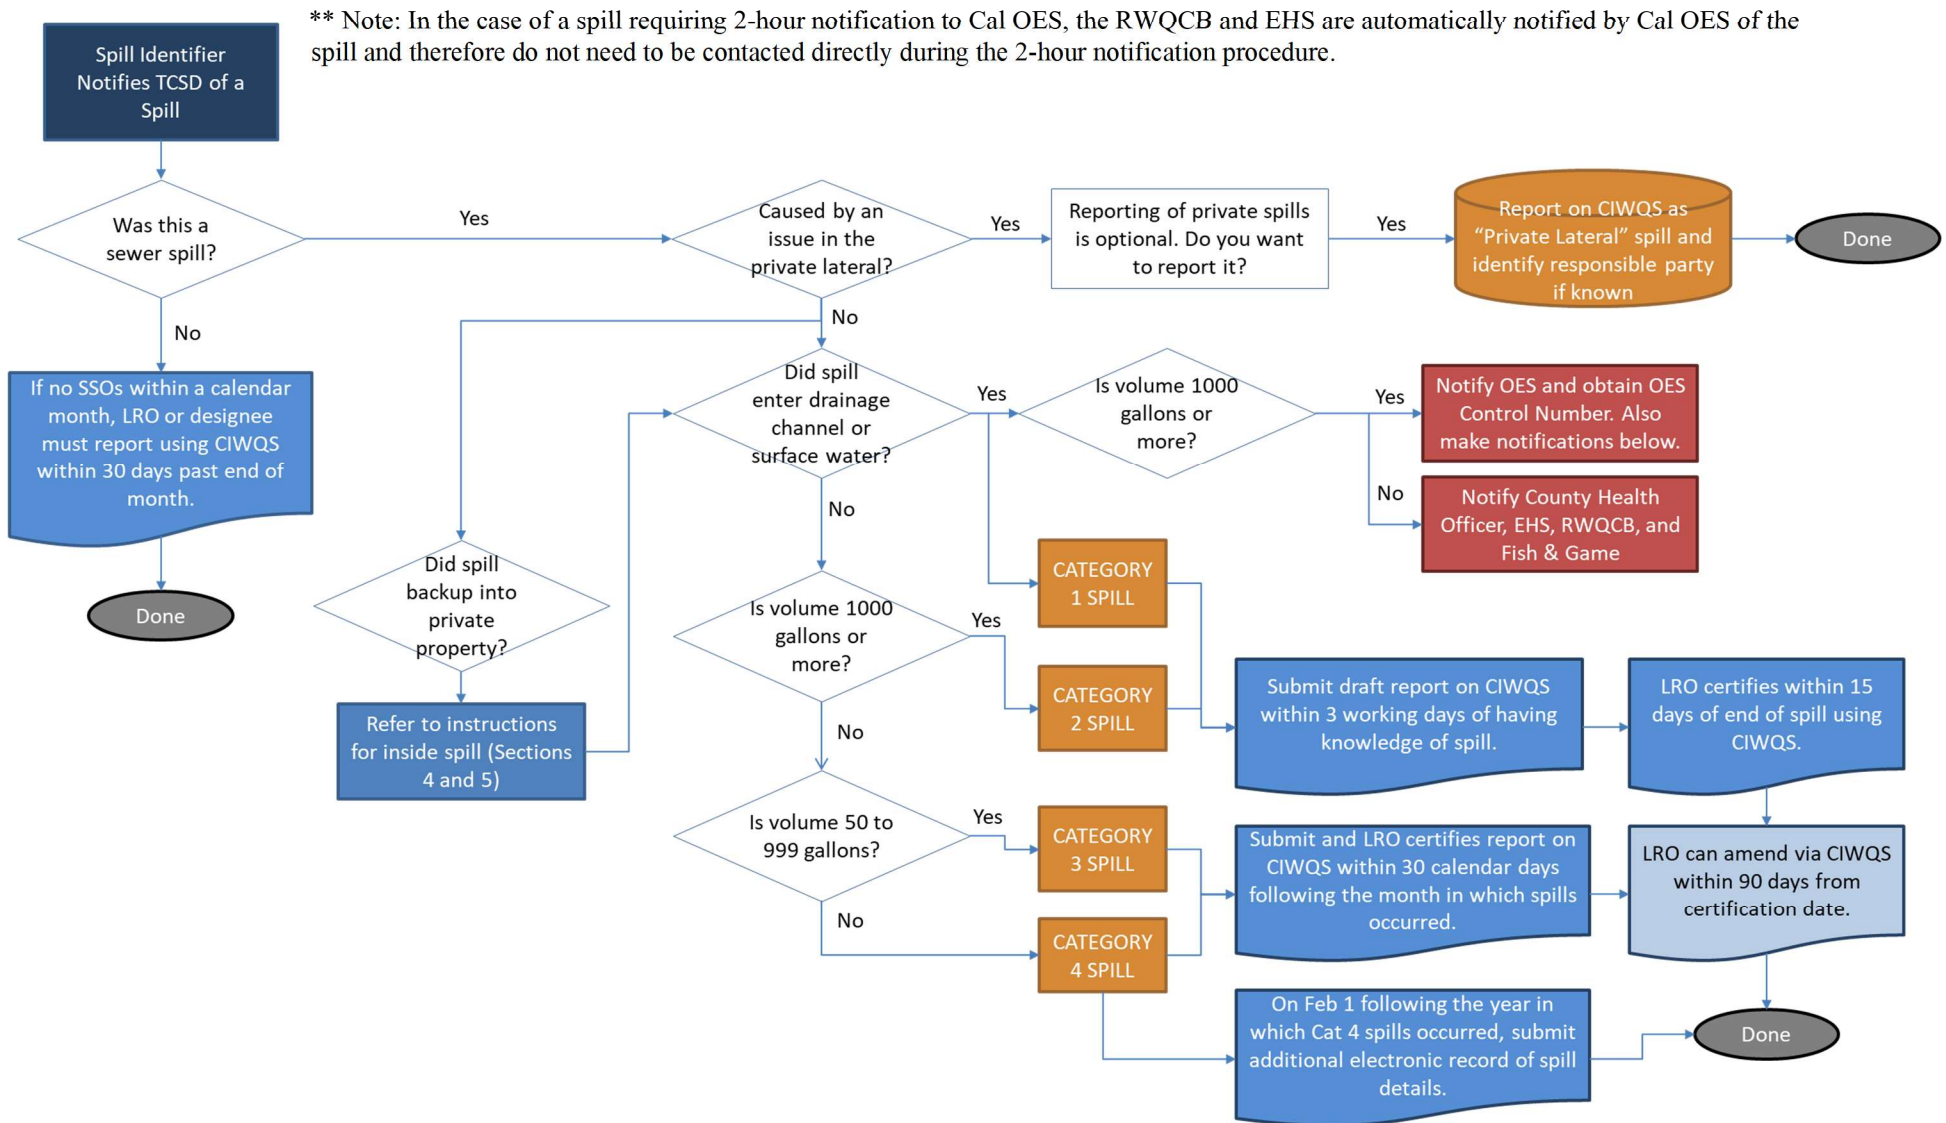 ** Note: In the case of a spill requiring 2-hour notification to Cal OES, the RWQCB and EHS are automatically notified by Cal OES of the
spill and therefore do not need to be contacted directly during the 2-hour notification procedure.
Spill Identifier
Notifies TCSD of a
Spill
Was this a
sewer spill?
Yes
Caused by an
issue in the
private lateral?
Yes
Reporting of private spills
is optional. Do you want
to report it?
Yes
Report on CIWQS as
“Private Lateral” spill and
identify responsible party
if known
Done
No
If no SSOs within a calendar
month, LRO or designee
must report using CIWQS
within 30 days past end of
month.
Done
No
Did spill
enter drainage
channel or
surface water?
Yes
Is volume 1000
gallons or
more?
Yes
Notify OES and obtain OES
Control Number. Also
make notifications below.
No
Notify County Health
Officer, EHS, RWQCB, and
Fish & Game
Did spill
backup into
private
property?
Refer to instructions
for inside spill (Sections
4 and 5)
No
Is volume 1000
gallons or
more?
Yes
CATEGORY
1 SPILL
CATEGORY
2 SPILL
Submit draft report on CIWQS
within 3 working days of having
knowledge of spill.
LRO certifies within 15
days of end of spill using
CIWQS.
No
Is volume 50 to
999 gallons?
Yes
CATEGORY
3 SPILL
No
CATEGORY
4 SPILL
Submit and LRO certifies report on
CIWQS within 30 calendar days
following the month in which spills
occurred.
LRO can amend via CIWQS
within 90 days from
certification date.
On Feb 1 following the year in
which Cat 4 spills occurred, submit
additional electronic record of spill
details.
Done